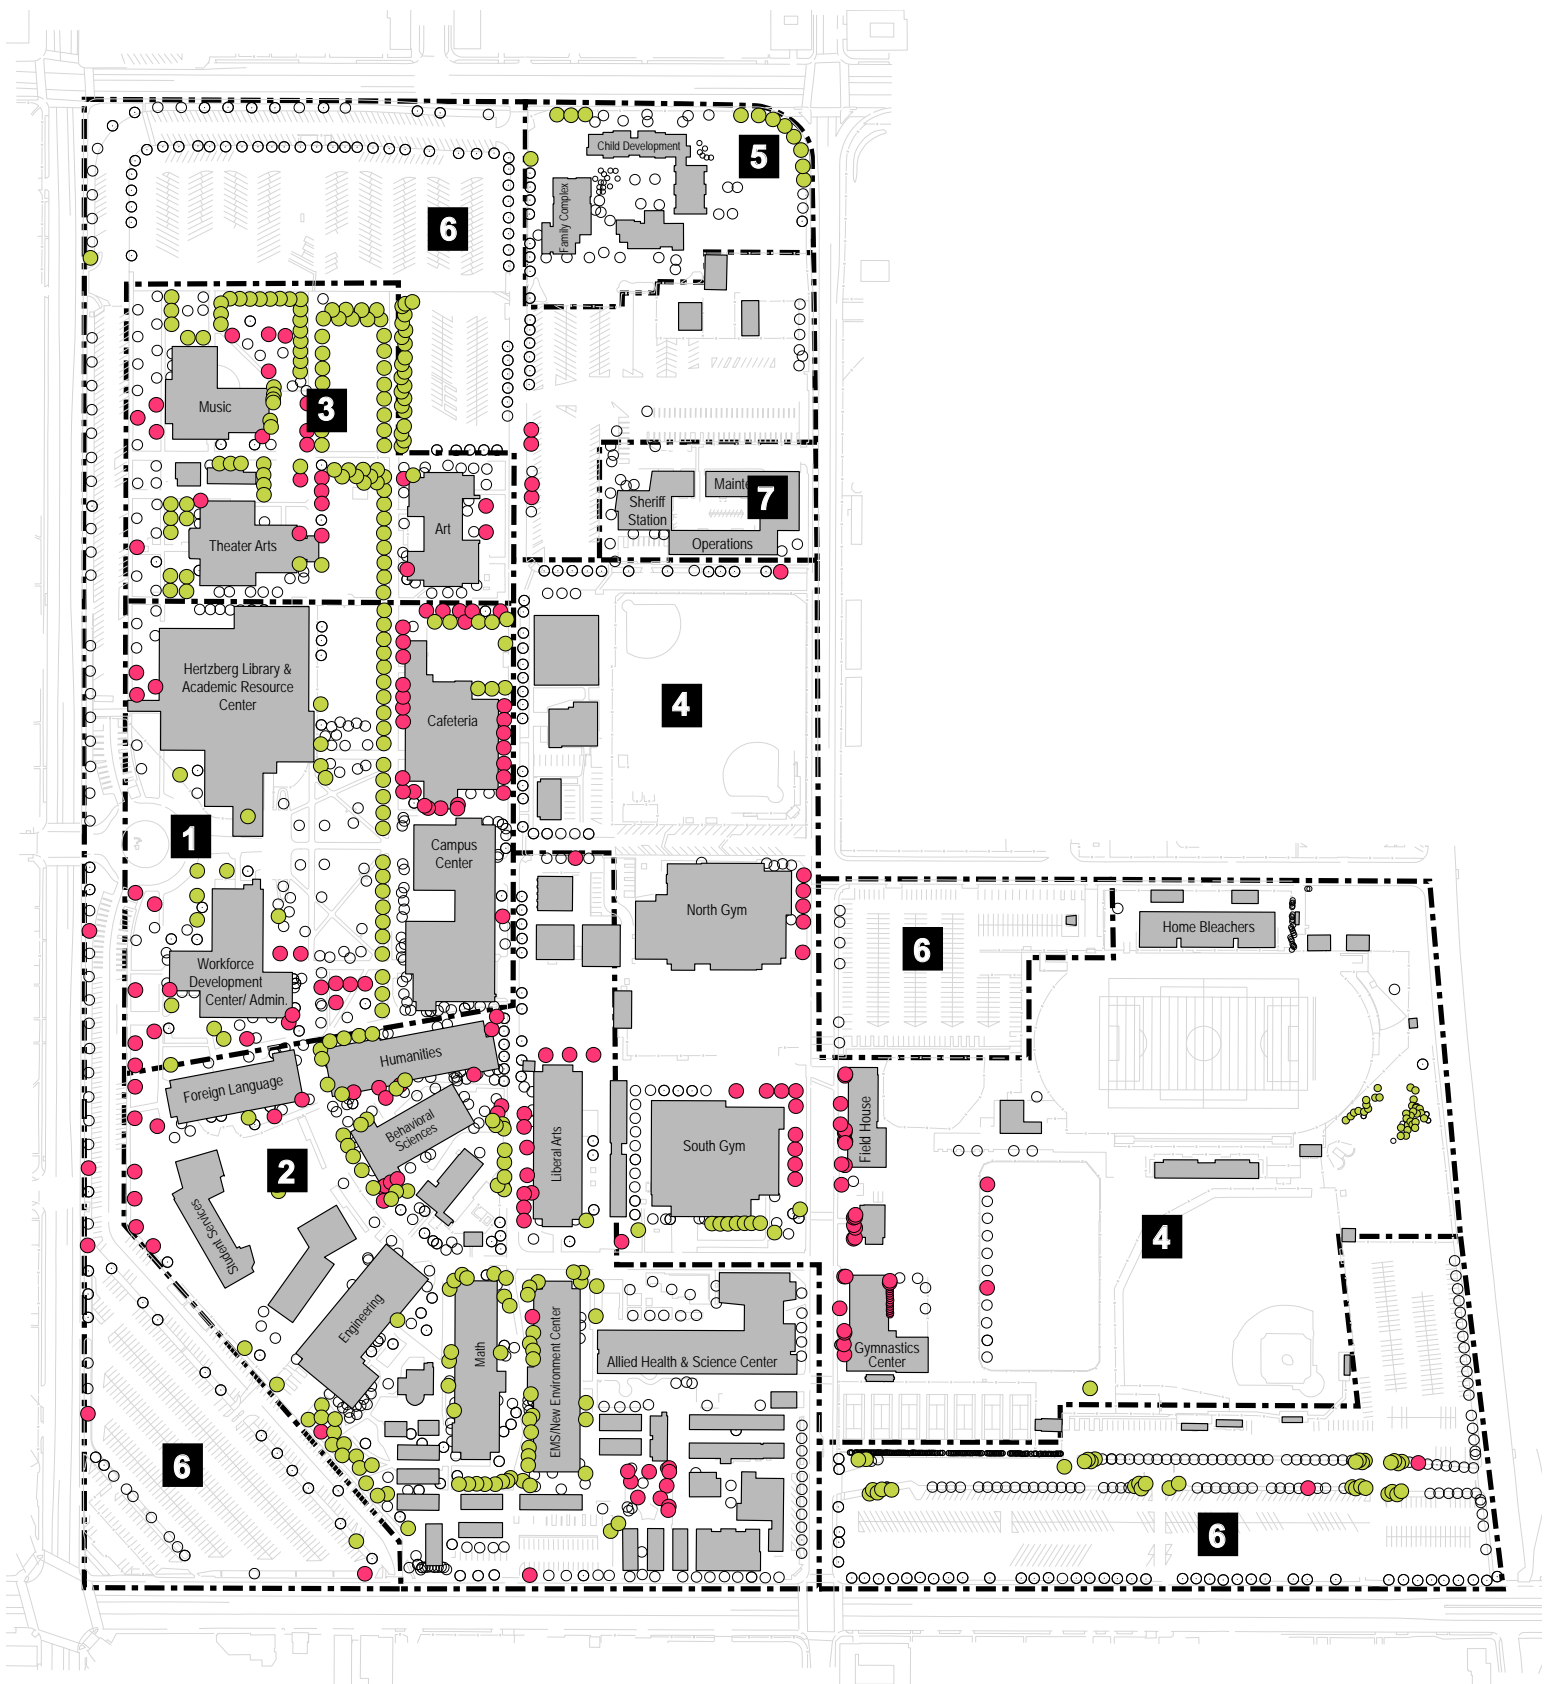 Child Development
5
Family Complex
6
3
Music
Sheriff
Station
7
Art
Theater Arts
Operations
Hertzberg Library &
Academic Resource
Center
4
Cafeteria
1
Campus
Center
North Gym
Home Bleachers
6
Workforce
Development
Center/ Admin.
Humanities
Foreign Language
Behavioral
Sciences
Liberal Arts
South Gym
Field House
2
Student Services
4
Engineering
Math
EMS/New Environment Center
Allied Health & Science Center
Gymnastics
Center
6
6